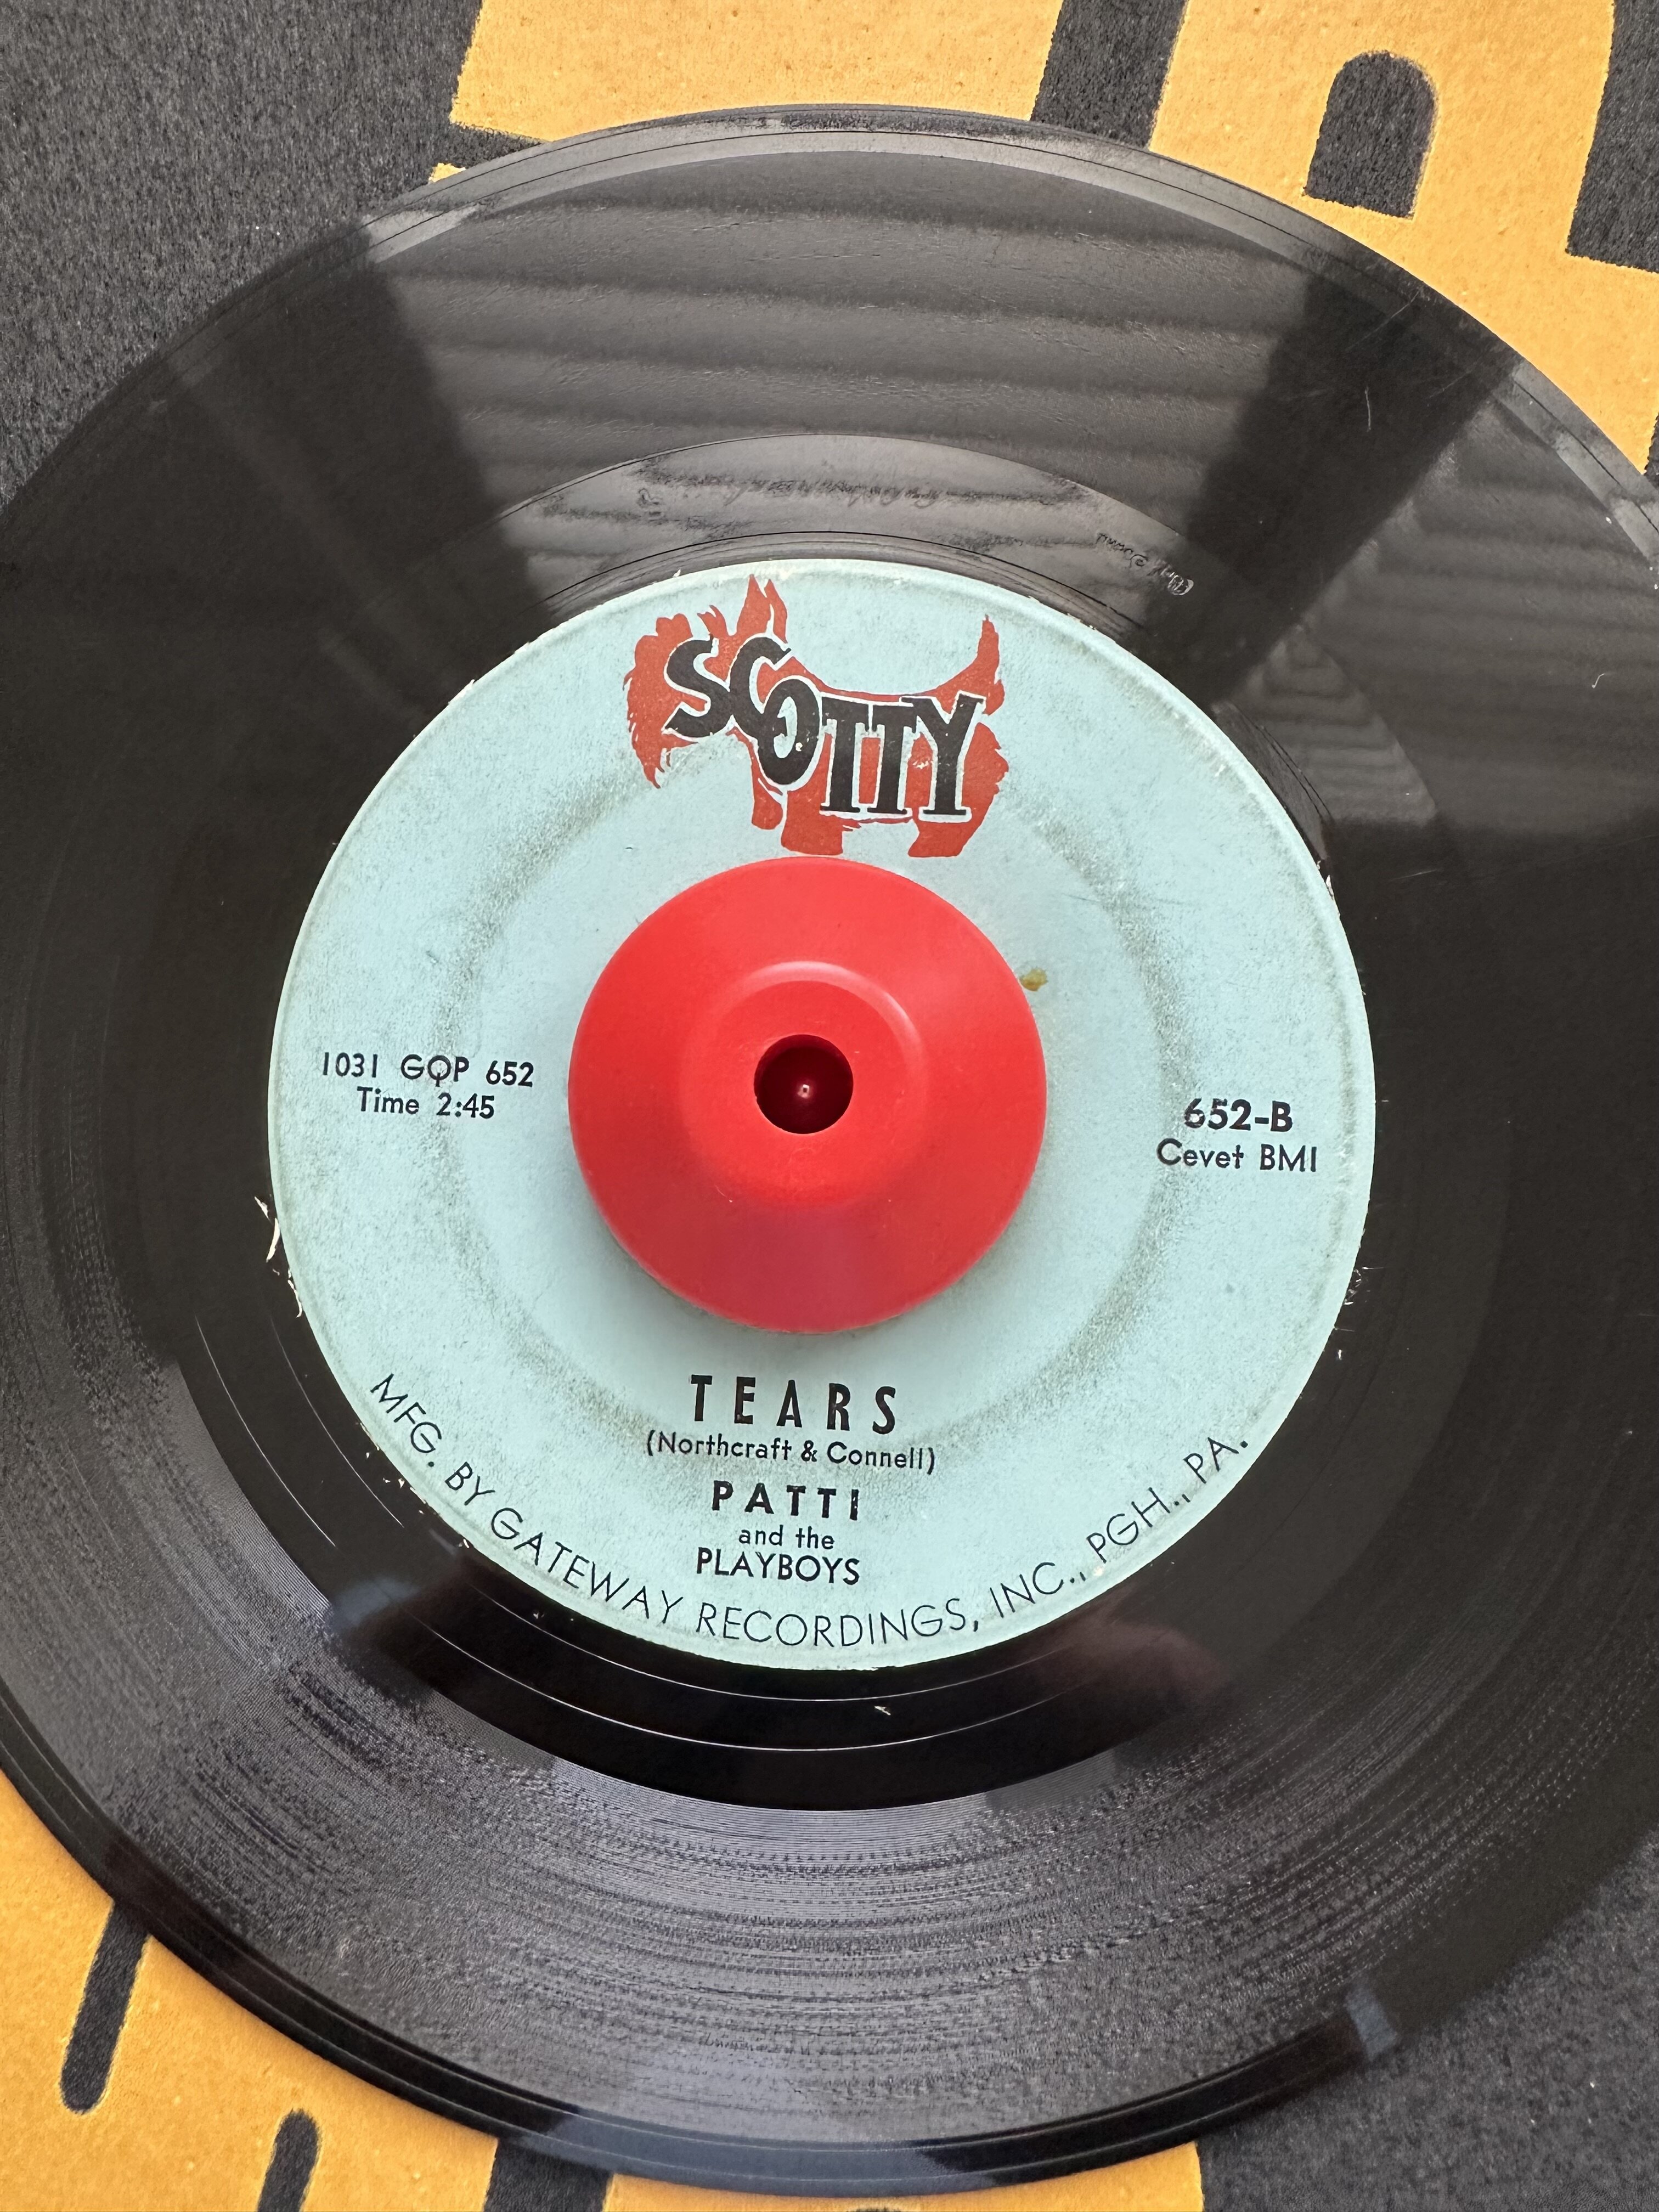 SCOTTY
1031 GQP 652
Time 2:45
652-B
Cevet BMI
TEARS
(Northcraft & Connell)
PATTI
and the
PLAYBOYS
MFG. BY GATEWAY RECORDINGS, INC., PGH., PA.